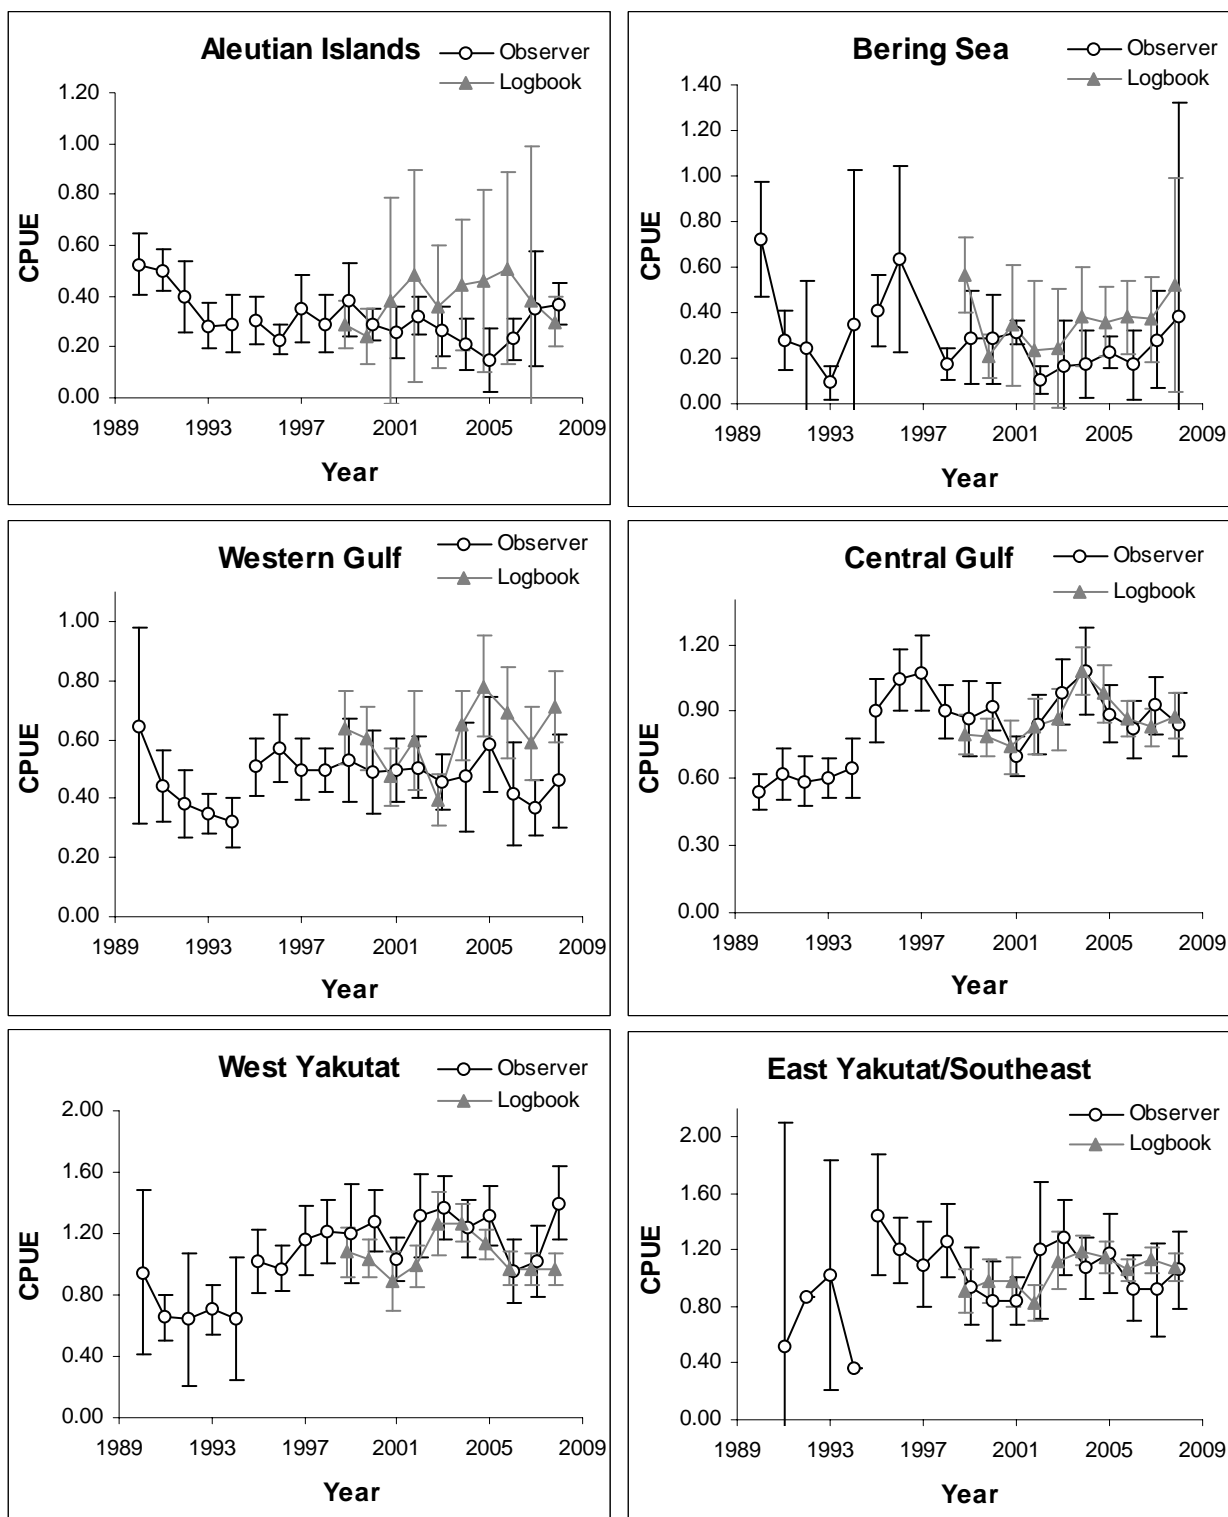 Aleutian Islands
Observer
Logbook
1.20
1.00
0.80
0.60
0.40
0.20
0.00
CPUE
1989 1993 1997 2001 2005 2009
Year
Bering Sea
Observer
Logbook
1.40
1.20
1.00
0.80
0.60
0.40
0.20
0.00
CPUE
1989 1993 1997 2001 2005 2009
Year
Western Gulf
Observer
Logbook
1.00
0.80
0.60
0.40
0.20
0.00
CPUE
1989 1993 1997 2001 2005 2009
Year
Central Gulf
Observer
Logbook
1.20
0.90
0.60
0.30
0.00
CPUE
1989 1993 1997 2001 2005 2009
Year
West Yakutat
Observer
Logbook
2.00
1.60
1.20
0.80
0.40
0.00
CPUE
1989 1993 1997 2001 2005 2009
Year
East Yakutat/Southeast
Observer
Logbook
2.00
1.60
1.20
0.80
0.40
0.00
CPUE
1989 1993 1997 2001 2005 2009
Year